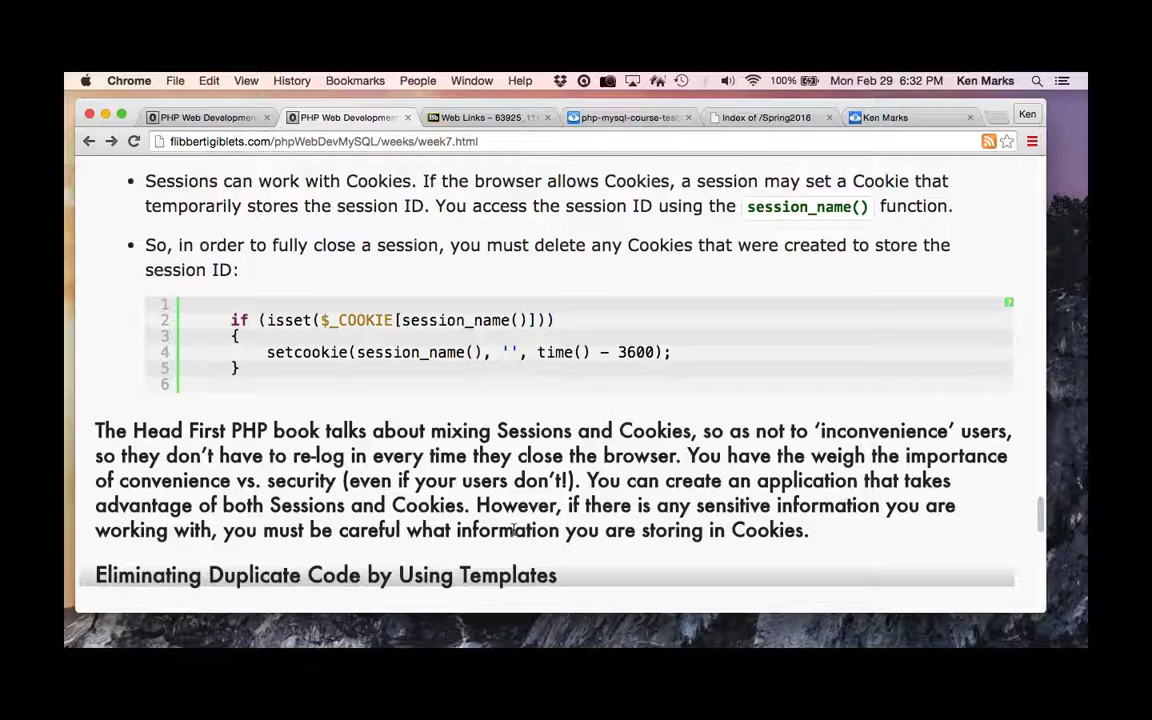 Chrome File Edit View History Bookmarks People Window Help 100% Mon Feb 29 6:32 PM Ken Marks
PHP Web Developmen × PHP Web Developmen × Web Links – 63925_11 × php-mysql-course-test × Index of /Spring2016 × Ken Marks × Ken
flibbertigiblets.com/phpWebDevMySQL/weeks/week7.html
• Sessions can work with Cookies. If the browser allows Cookies, a session may set a Cookie that
temporarily stores the session ID. You access the session ID using the session_name() function.
• So, in order to fully close a session, you must delete any Cookies that were created to store the
session ID:
?
1
2 if (isset($_COOKIE[session_name()]))
3 {
4 setcookie(session_name(), '', time() - 3600);
5 }
6
The Head First PHP book talks about mixing Sessions and Cookies, so as not to ‘inconvenience’ users,
so they don’t have to re-log in every time they close the browser. You have the weigh the importance
of convenience vs. security (even if your users don’t!). You can create an application that takes
advantage of both Sessions and Cookies. However, if there is any sensitive information you are
working with, you must be careful what information you are storing in Cookies.
Eliminating Duplicate Code by Using Templates